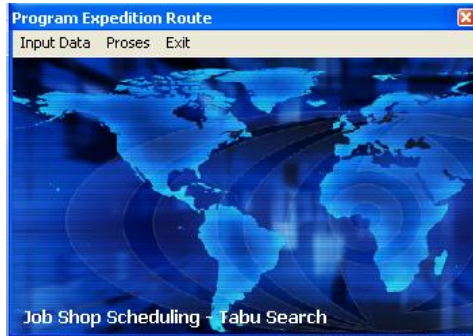 Program Expedition Route
Input Data Proses Exit
Job Shop Scheduling - Tabu Search